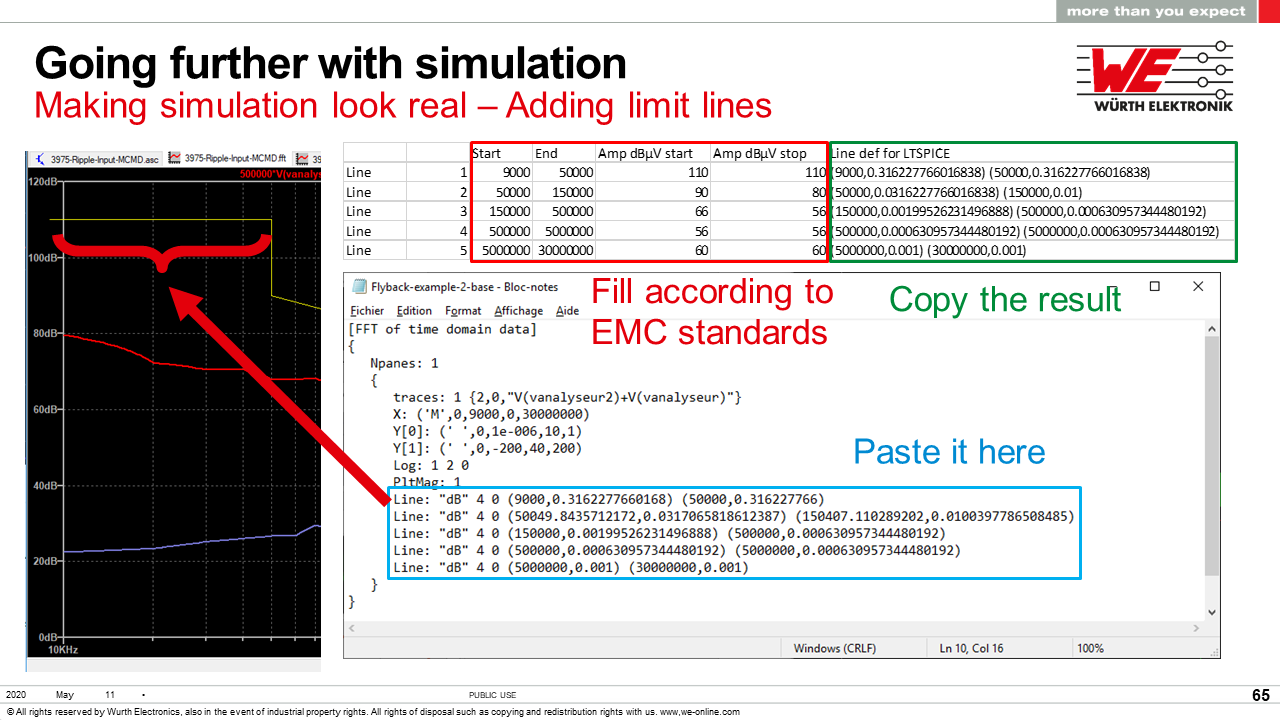 more than you expect
Going further with simulation
Making simulation look real – Adding limit lines
WE
WÜRTH ELEKTRONIK
3975-Ripple-Input-MCMD.asc 3975-Ripple-Input-MCMD.fft 39
500000*V(vanalys
120dB
100dB
80dB
60dB
40dB
20dB
0dB
10KHz
Start End Amp dBµV start Amp dBµV stop Line def for LTSPICE
Line 1 9000 50000 110 110 (9000,0.316227766016838) (50000,0.316227766016838)
Line 2 50000 150000 90 80 (50000,0.0316227766016838) (150000,0.01)
Line 3 150000 500000 66 56 (150000,0.00199526231496888) (500000,0.000630957344480192)
Line 4 500000 5000000 56 56 (500000,0.000630957344480192) (5000000,0.000630957344480192)
Line 5 5000000 30000000 60 60 (5000000,0.001) (30000000,0.001)
Flyback-example-2-base - Bloc-notes
Fichier Edition Format Affichage Aide
Fill according to
EMC standards
Copy the result
[FFT of time domain data]
{
Npanes: 1
{
traces: 1 {2,0,"V(vanalyseur2)+V(vanalyseur)"}
X: ('M',0,9000,0,30000000)
Y[0]: (' ',0,1e-006,10,1)
Y[1]: (' ',0,-200,40,200)
Log: 1 2 0
PltMag: 1
Paste it here
Line: "dB" 4 0 (9000,0.3162277660168) (50000,0.316227766)
Line: "dB" 4 0 (50049.8435712172,0.0317065818612387) (150407.110289202,0.0100397786508485)
Line: "dB" 4 0 (150000,0.00199526231496888) (500000,0.000630957344480192)
Line: "dB" 4 0 (500000,0.000630957344480192) (5000000,0.000630957344480192)
Line: "dB" 4 0 (5000000,0.001) (30000000,0.001)
}
}
Windows (CRLF) Ln 10, Col 16 100%
2020 May 11 • PUBLIC USE 65
© All rights reserved by Wurth Electronics, also in the event of industrial property rights. All rights of disposal such as copying and redistribution rights with us. www,we-online.com